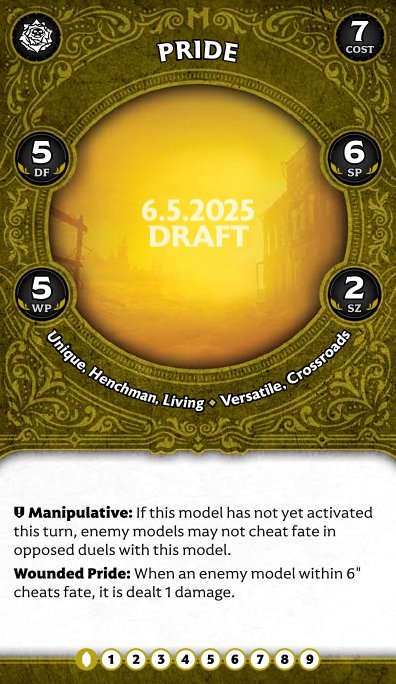 M
7
COST
PRIDE
5
DF
6
SP
6.5.2025
DRAFT
5
WP
2
SZ
Unique, Henchman, Living ⬥ Versatile, Crossroads
Manipulative: If this model has not yet activated
this turn, enemy models may not cheat fate in
opposed duels with this model.
Wounded Pride: When an enemy model within 6"
cheats fate, it is dealt 1 damage.
1 2 3 4 5 6 7 8 9